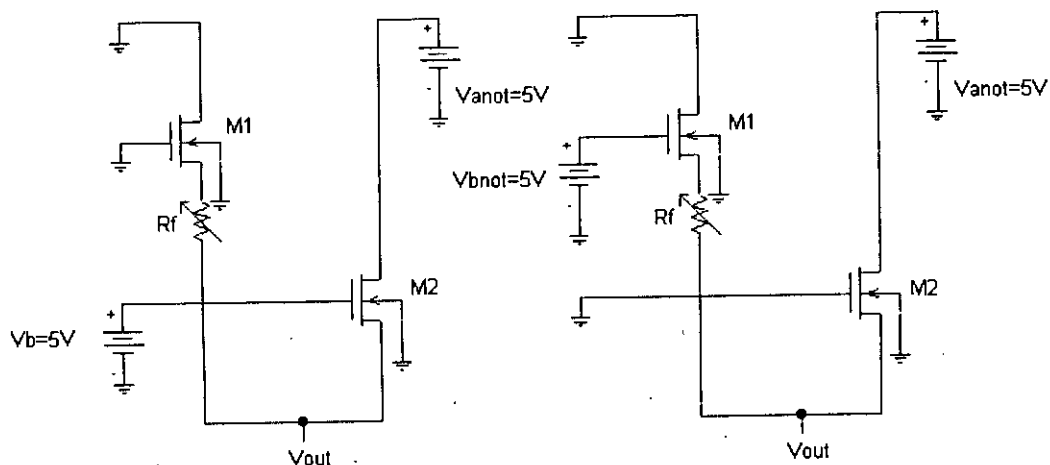 +
Vanot=5V
M1
Rf
M2
+
Vb=5V
Vout
+
Vanot=5V
M1
+
Vbnot=5V
Rf
M2
Vout